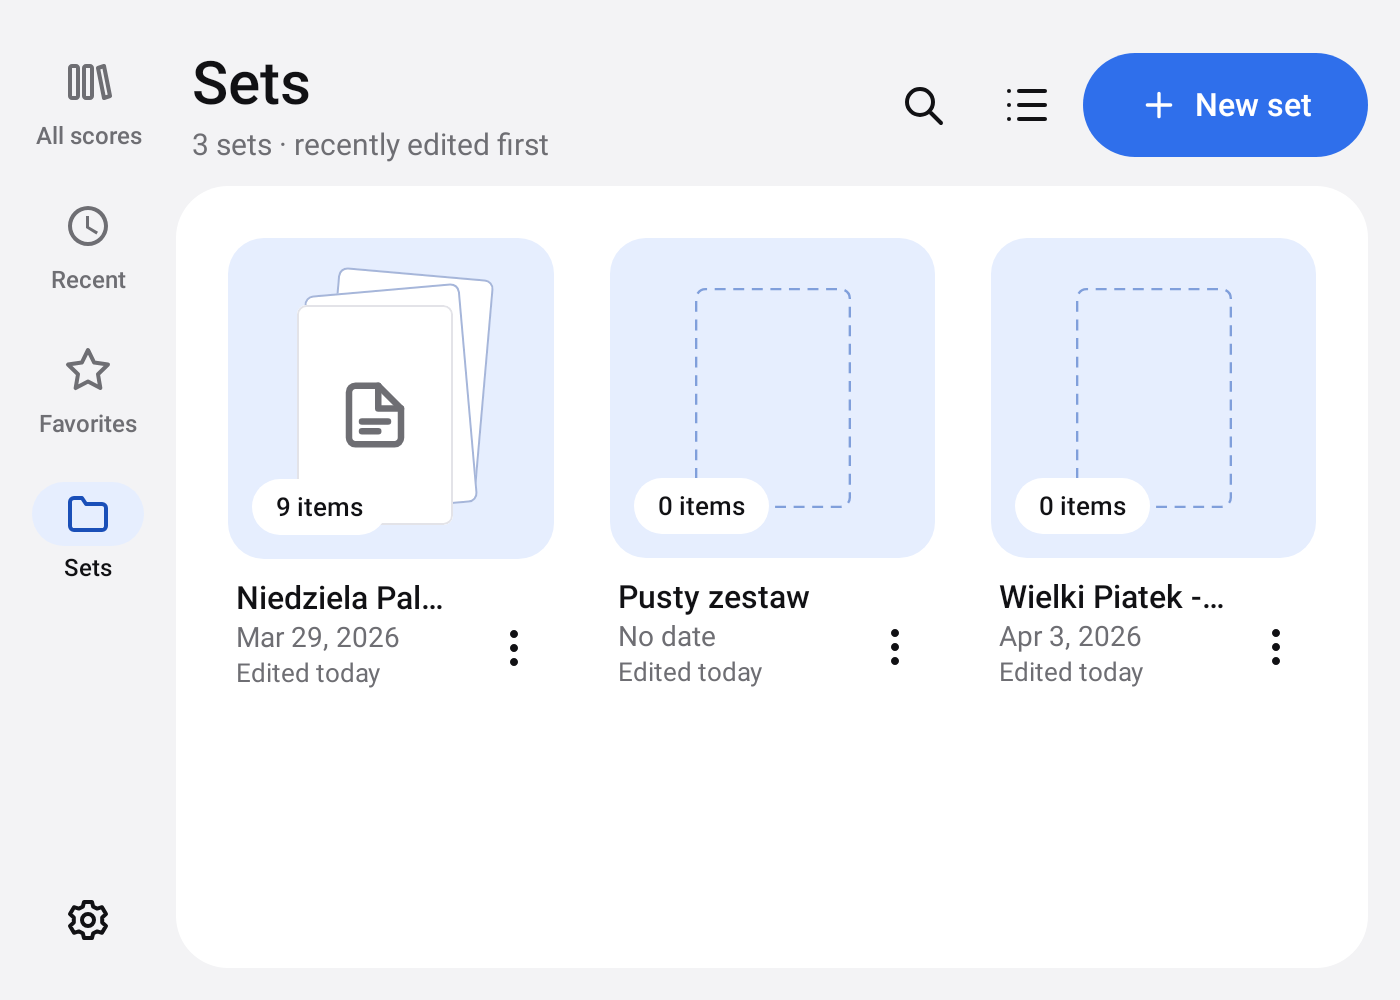 All scores
Recent
Favorites
Sets
Sets
3 sets · recently edited first
New set
9 items
Niedziela Pal...
Mar 29, 2026
Edited today
0 items
Pusty zestaw
No date
Edited today
0 items
Wielki Piatek -...
Apr 3, 2026
Edited today